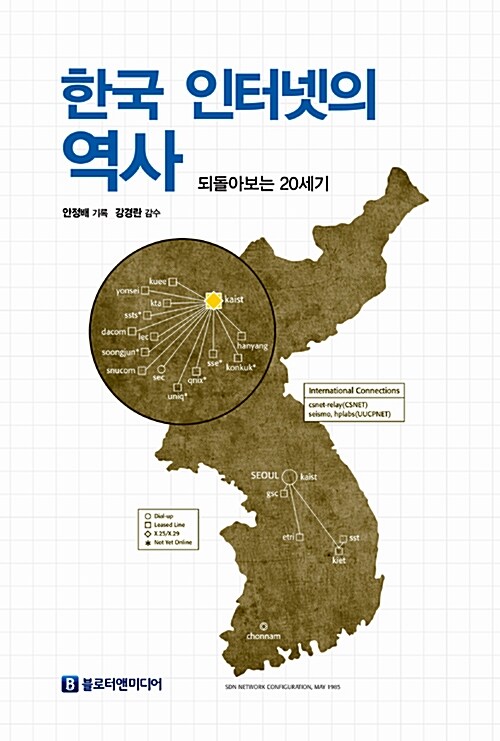 한국 인터넷의
역사
되돌아보는 20세기
안정배 기록 강경란 감수
kuee
yonsei
kaist
kta
ssts*
dacom
iec
hanyang
soongjun*
sse*
konkuk*
snucom
sec
qnix*
uniq*
International Connections
csnet-relay(CSNET)
seismo, hplabs(UUCPNET)
SEOUL
kaist
gsc
etri
sst
kiet
Dial-up
Leased Line
X.25/X.29
Not Yet Online
chonnam
B 블로터앤미디어
SDN NETWORK CONFIGURATION, MAY 1985